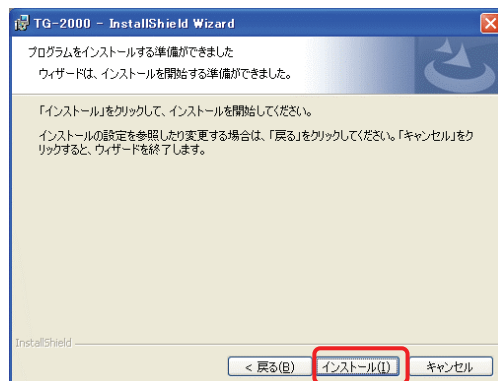 TG-2000 - InstallShield Wizard
プログラムをインストールする準備ができました
ウィザードは、インストールを開始する準備ができました。
「インストール」をクリックして、インストールを開始してください。
インストールの設定を参照したり変更する場合は、「戻る」をクリックしてください。「キャンセル」をク
リックすると、ウィザードを終了します。
InstallShield
< 戻る(B) インストール(I) キャンセル